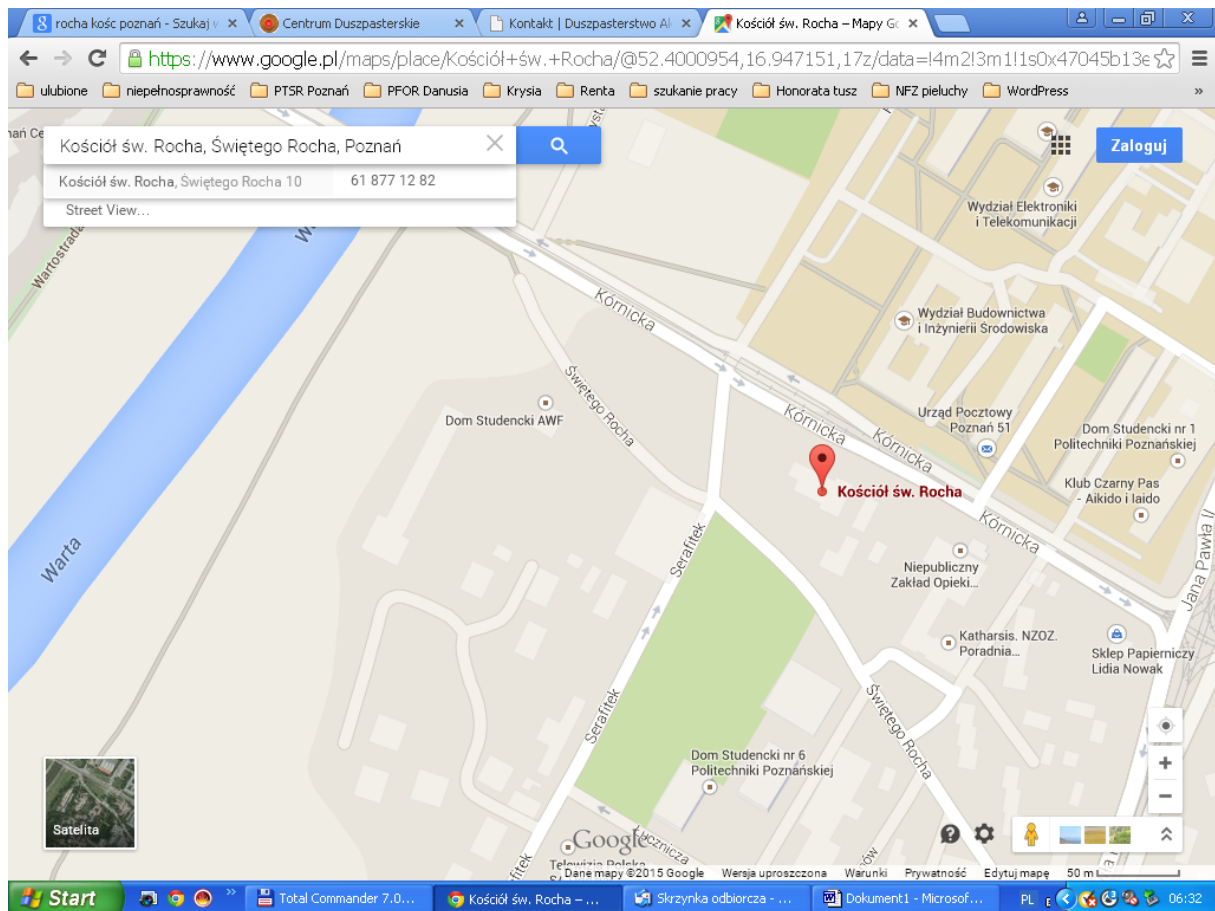 rocha kośc poznań - Szukaj w
Centrum Duszpasterskie
Kontakt | Duszpasterstwo Ak
Kościół św. Rocha – Mapy Go
https://www.google.pl/maps/place/Kościół+św.+Rocha/@52.4000954,16.947151,17z/data=!4m2!3m1!1s0x47045b13e
ulubione niepełnosprawność PTSR Poznań PFOR Danusia Krysia Renta szukanie pracy Honorata tusz NFZ pieluchy WordPress »
Kościół św. Rocha, Świętego Rocha, Poznań
Zaloguj
Kościół św. Rocha, Świętego Rocha 10 61 877 12 82
Street View...
Wartostrada
Wydział Elektroniki
i Telekomunikacji
Kórnicka
Wydział Budownictwa
i Inżynierii Środowiska
Świętego Rocha
Dom Studencki AWF
Kórnicka
Kórnicka
Urząd Pocztowy
Poznań 51
Dom Studencki nr 1
Politechniki Poznańskiej
Kościół św. Rocha
Klub Czarny Pas
- Aikido i Iaido
Kórnicka
Jana Pawła II
Warta
Serafitek
Niepubliczny
Zakład Opieki...
Katharsis. NZOZ.
Poradnia...
Sklep Papierniczy
Lidia Nowak
Serafitek
Świętego Rocha
Dom Studencki nr 6
Politechniki Poznańskiej
Satelita
Google
Telewizja Polska
Dane mapy ©2015 Google Wersja uproszczona Warunki Prywatność Edytuj mapę 50 m
Start
Total Commander 7.0...
Kościół św. Rocha – ...
Skrzynka odbiorcza - ...
Dokument1 - Microsof...
PL
06:32